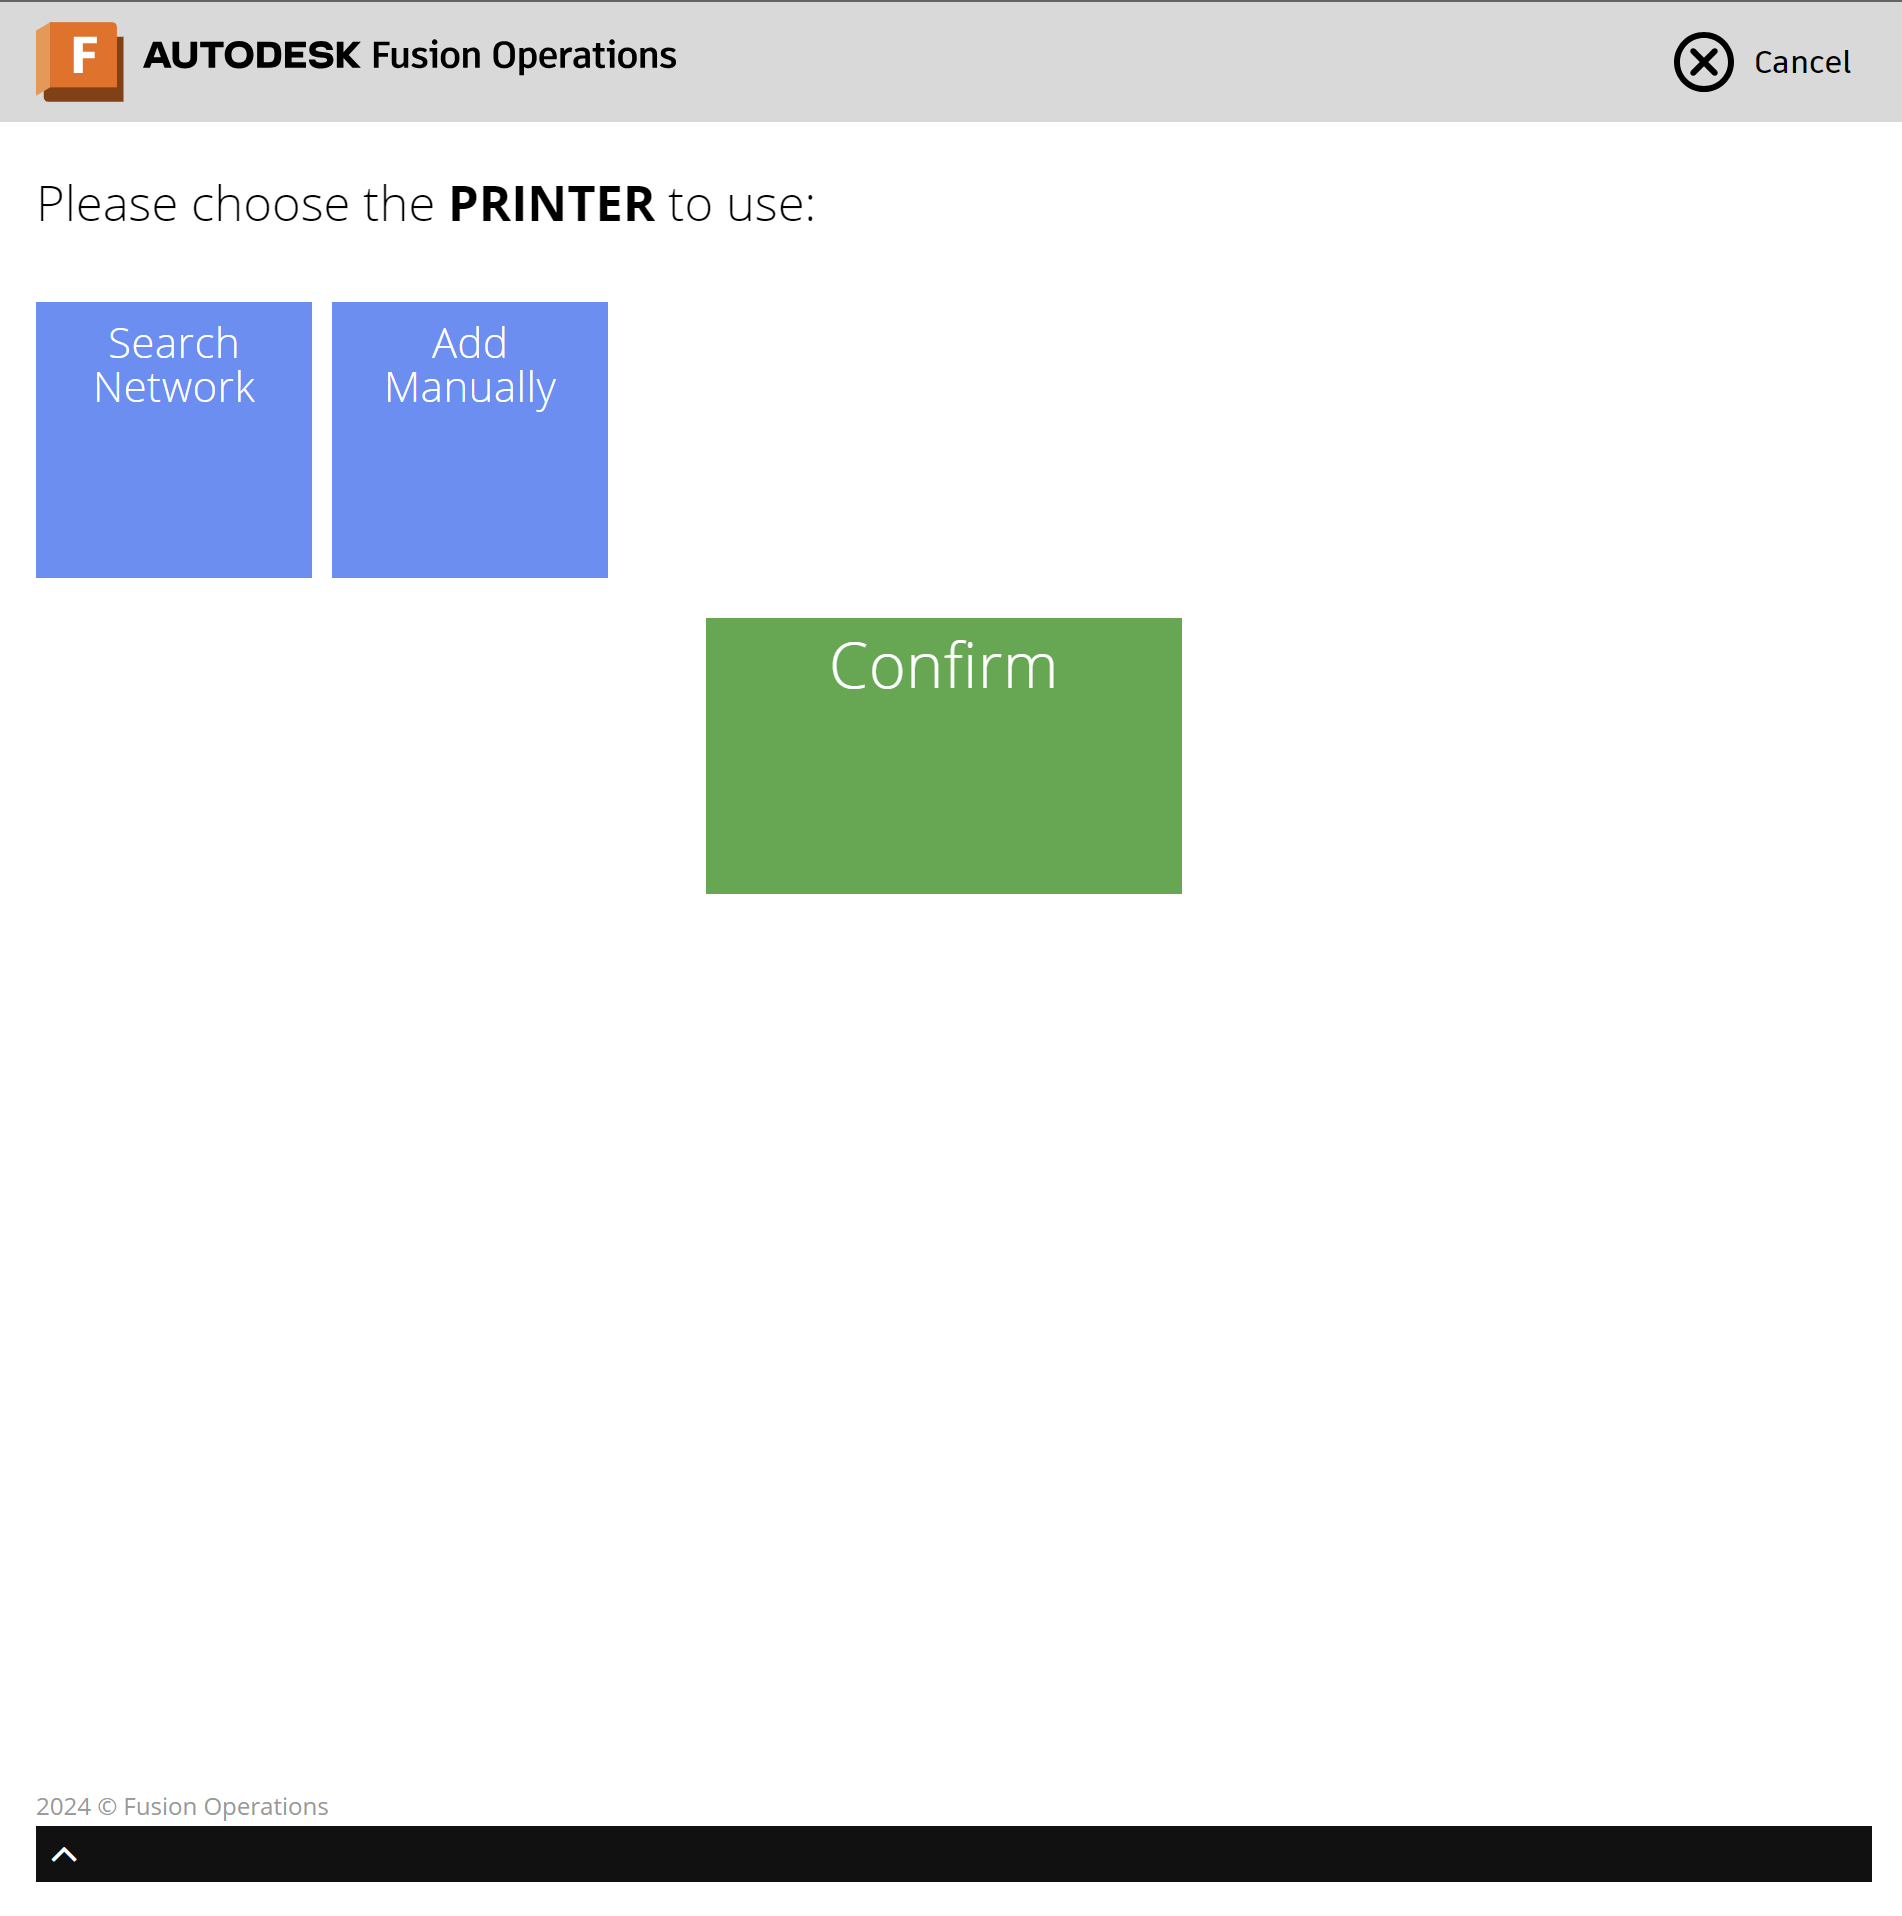 F AUTODESK Fusion Operations
Cancel
Please choose the PRINTER to use:
Search
Network
Add
Manually
Confirm
2024 © Fusion Operations